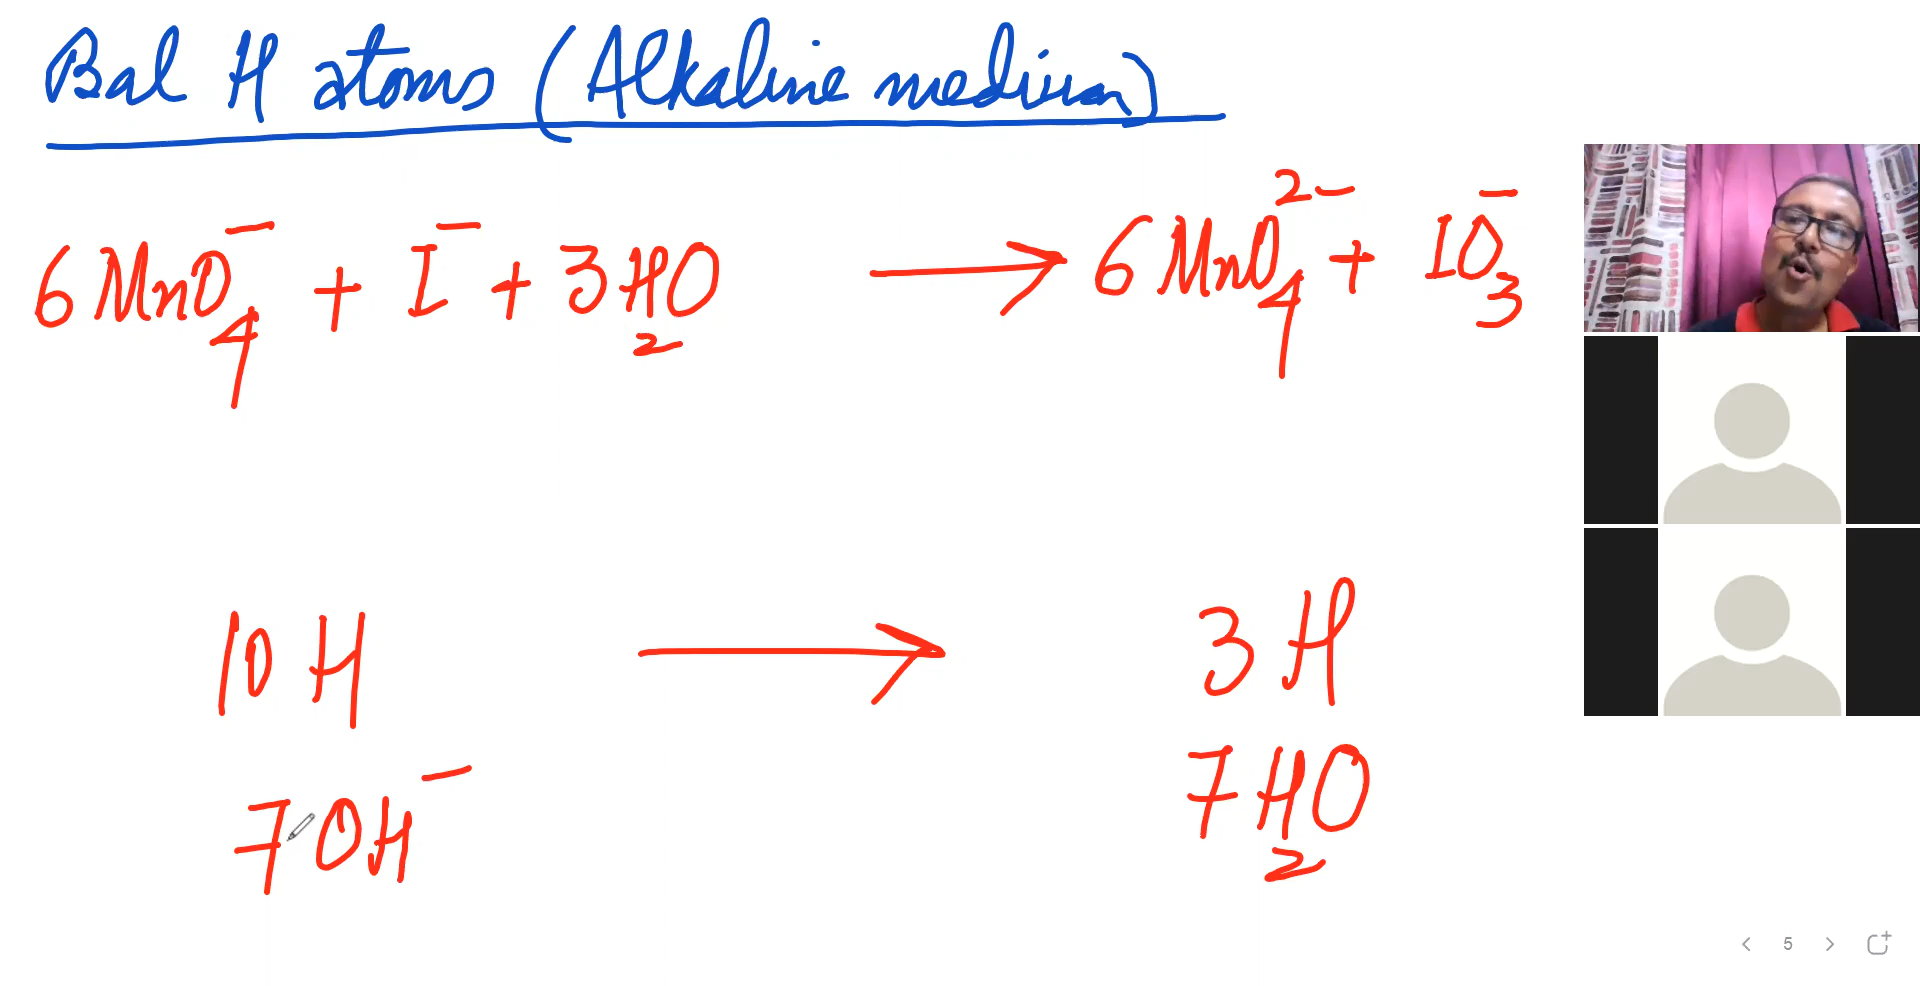 Bal H atoms (Alkaline medium)
6MnO₄⁻ + I⁻ + 3H₂O → 6MnO₄²⁻ + IO₃⁻
10 H → 3 H
7OH⁻ 7H₂O
5